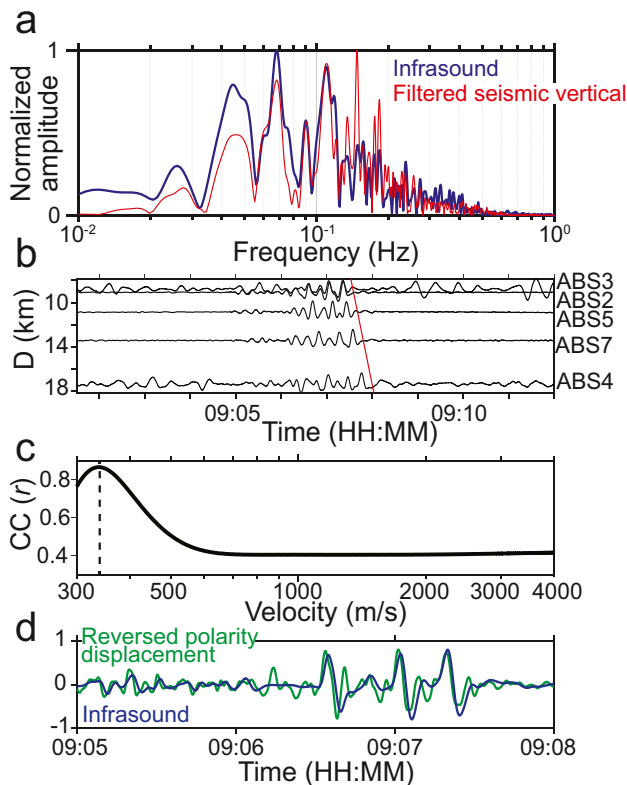 a
Normalized
amplitude
1
0
Infrasound
Filtered seismic vertical
10⁻²
10⁻¹
10⁰
Frequency (Hz)
b
D (km)
10
14
18
ABS3
ABS2
ABS5
ABS7
ABS4
09:05
09:10
Time (HH:MM)
c
CC (r)
0.8
0.6
0.4
300
500
1000
2000
3000
4000
Velocity (m/s)
d
1
0
-1
Reversed polarity
displacement
Infrasound
09:05
09:06
09:07
09:08
Time (HH:MM)